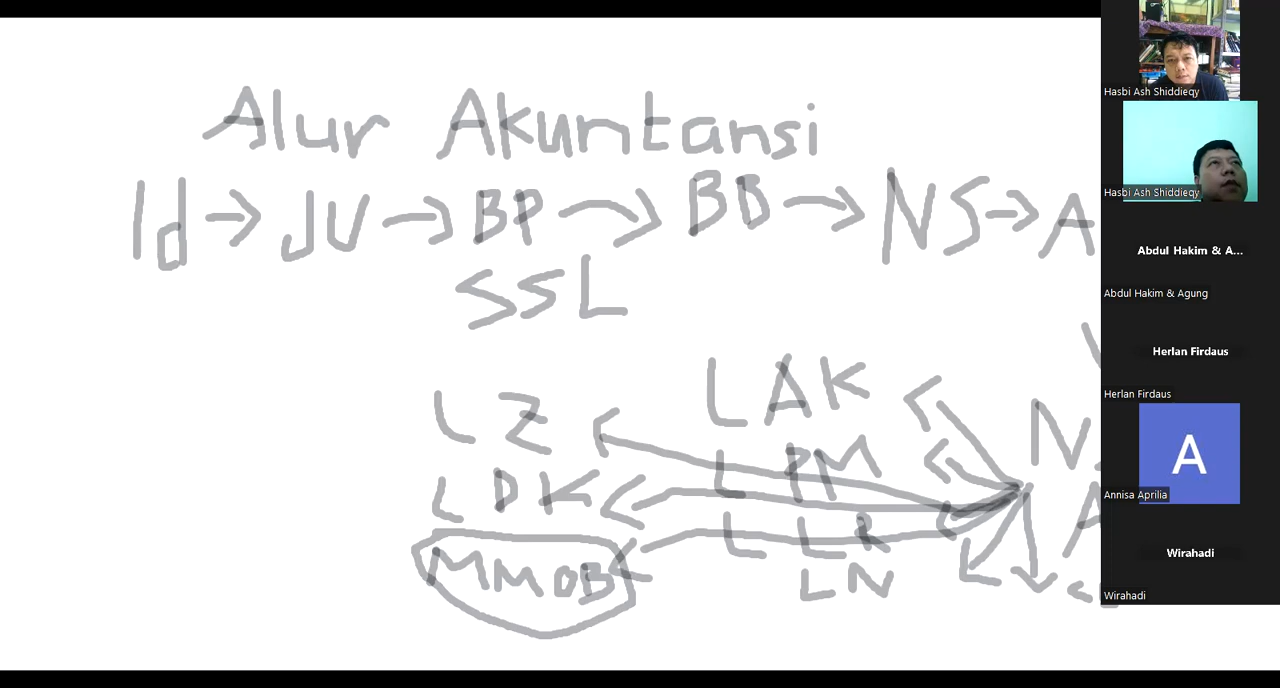 Alur Akuntansi
Id → JU → BP → BB → NS → A
SSL
LAK
LZ
N
LPM
LDK
A
LLR
MMOB
LN
Hasbi Ash Shiddieqy
Hasbi Ash Shiddieqy
Abdul Hakim & A...
Abdul Hakim & Agung
Herlan Firdaus
Herlan Firdaus
A
Annisa Aprilia
Wirahadi
Wirahadi